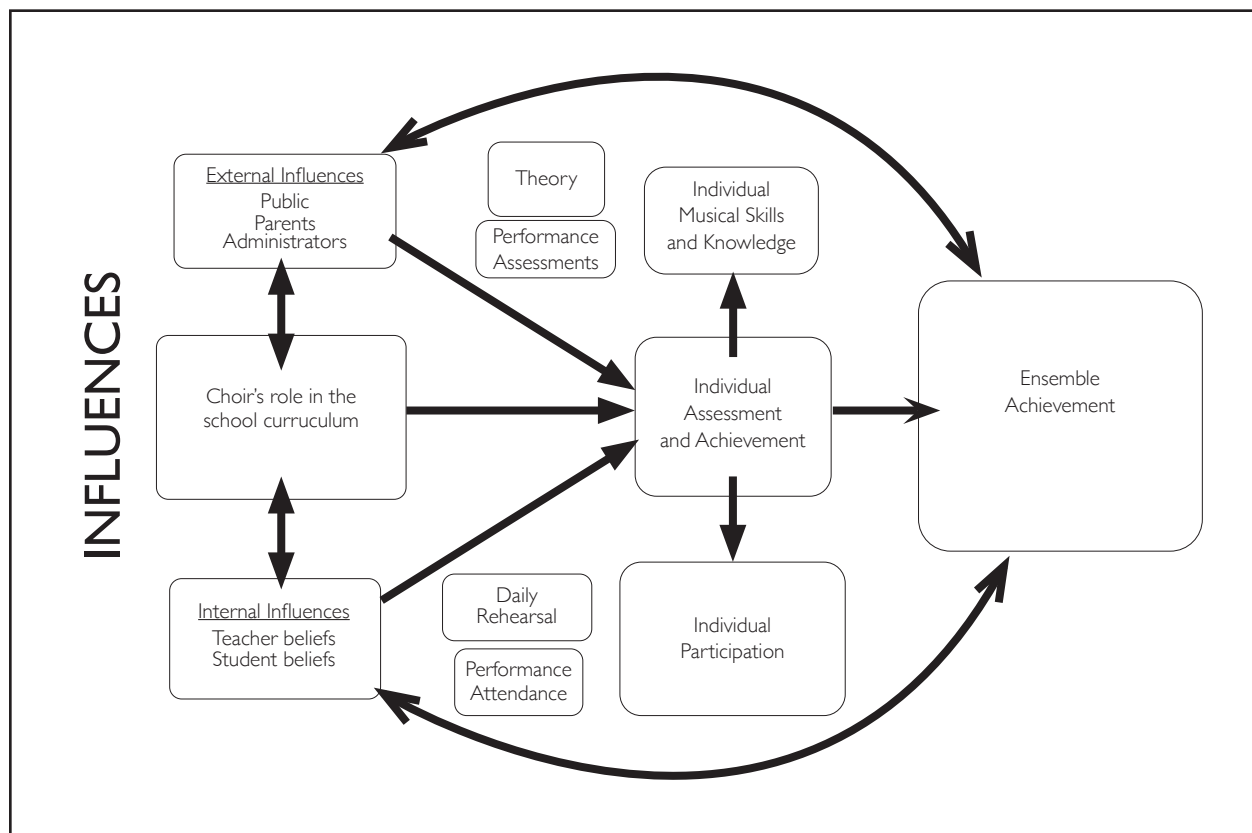 INFLUENCES
External Influences
Public
Parents
Administrators
Choir's role in the
school curruculum
Internal Influences
Teacher beliefs
Student beliefs
Theory
Performance
Assessments
Daily
Rehearsal
Performance
Attendance
Individual
Musical Skills
and Knowledge
Individual
Assessment
and Achievement
Individual
Participation
Ensemble
Achievement